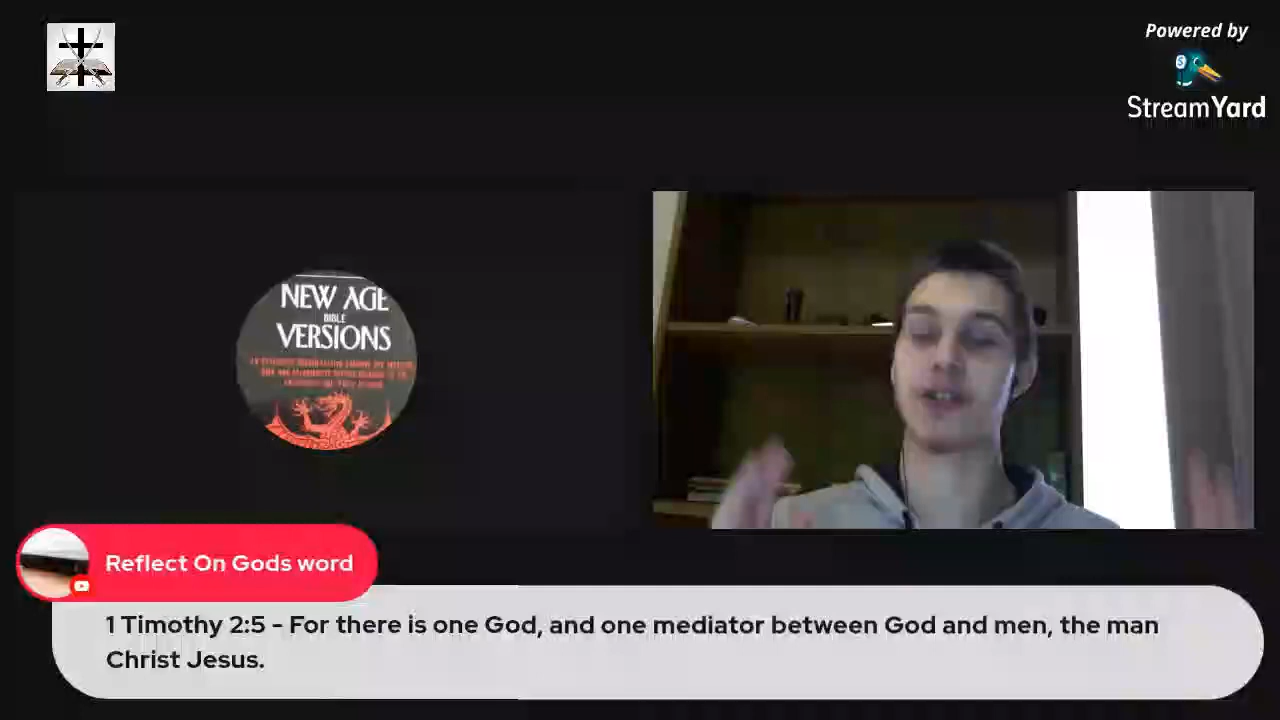 Powered by
StreamYard
NEW AGE
BIBLE
VERSIONS
Reflect On Gods word
1 Timothy 2:5 - For there is one God, and one mediator between God and men, the man
Christ Jesus.